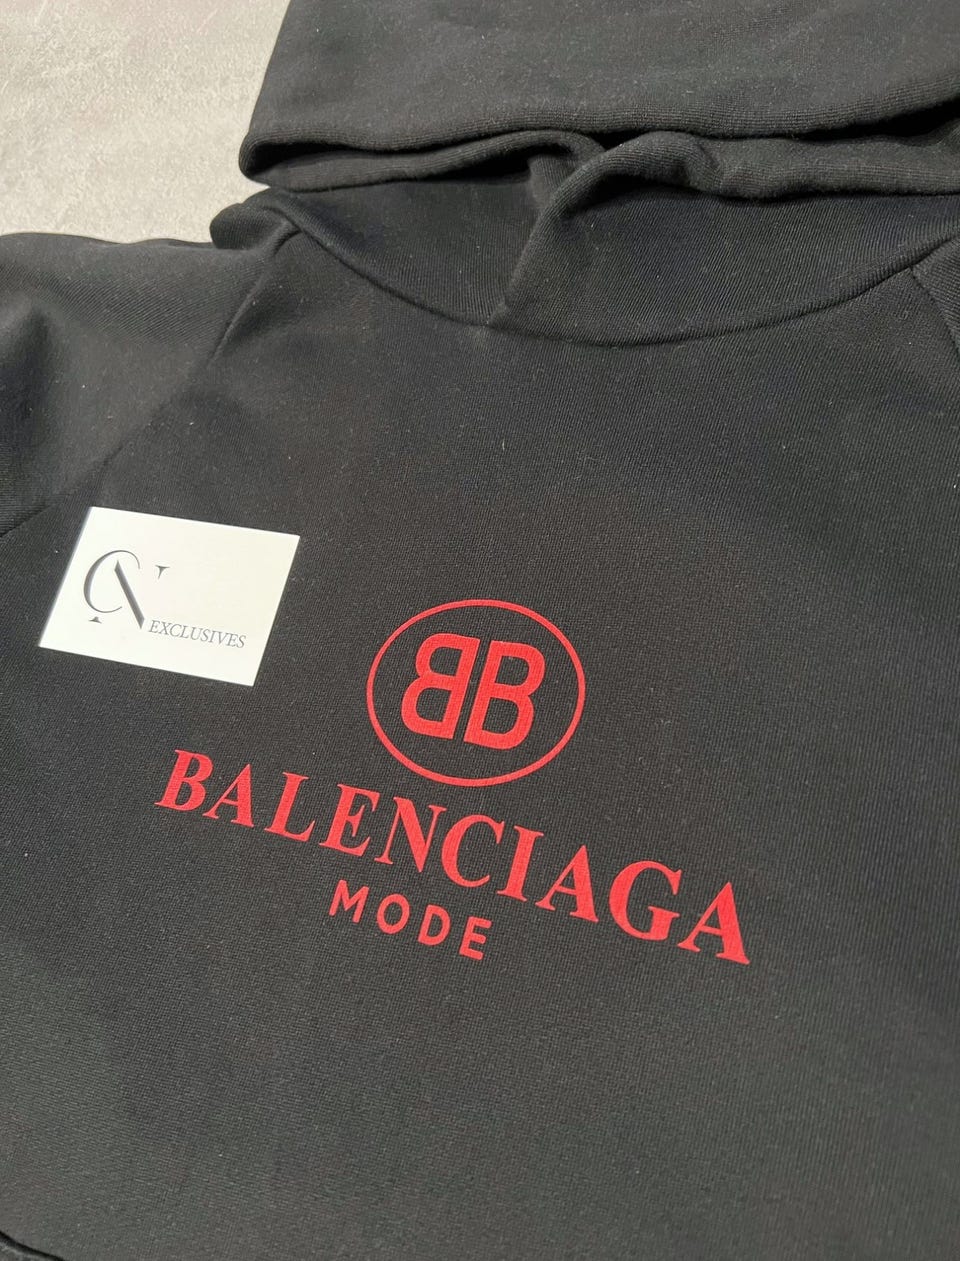 CN
EXCLUSIVES
BB
BALENCIAGA
MODE